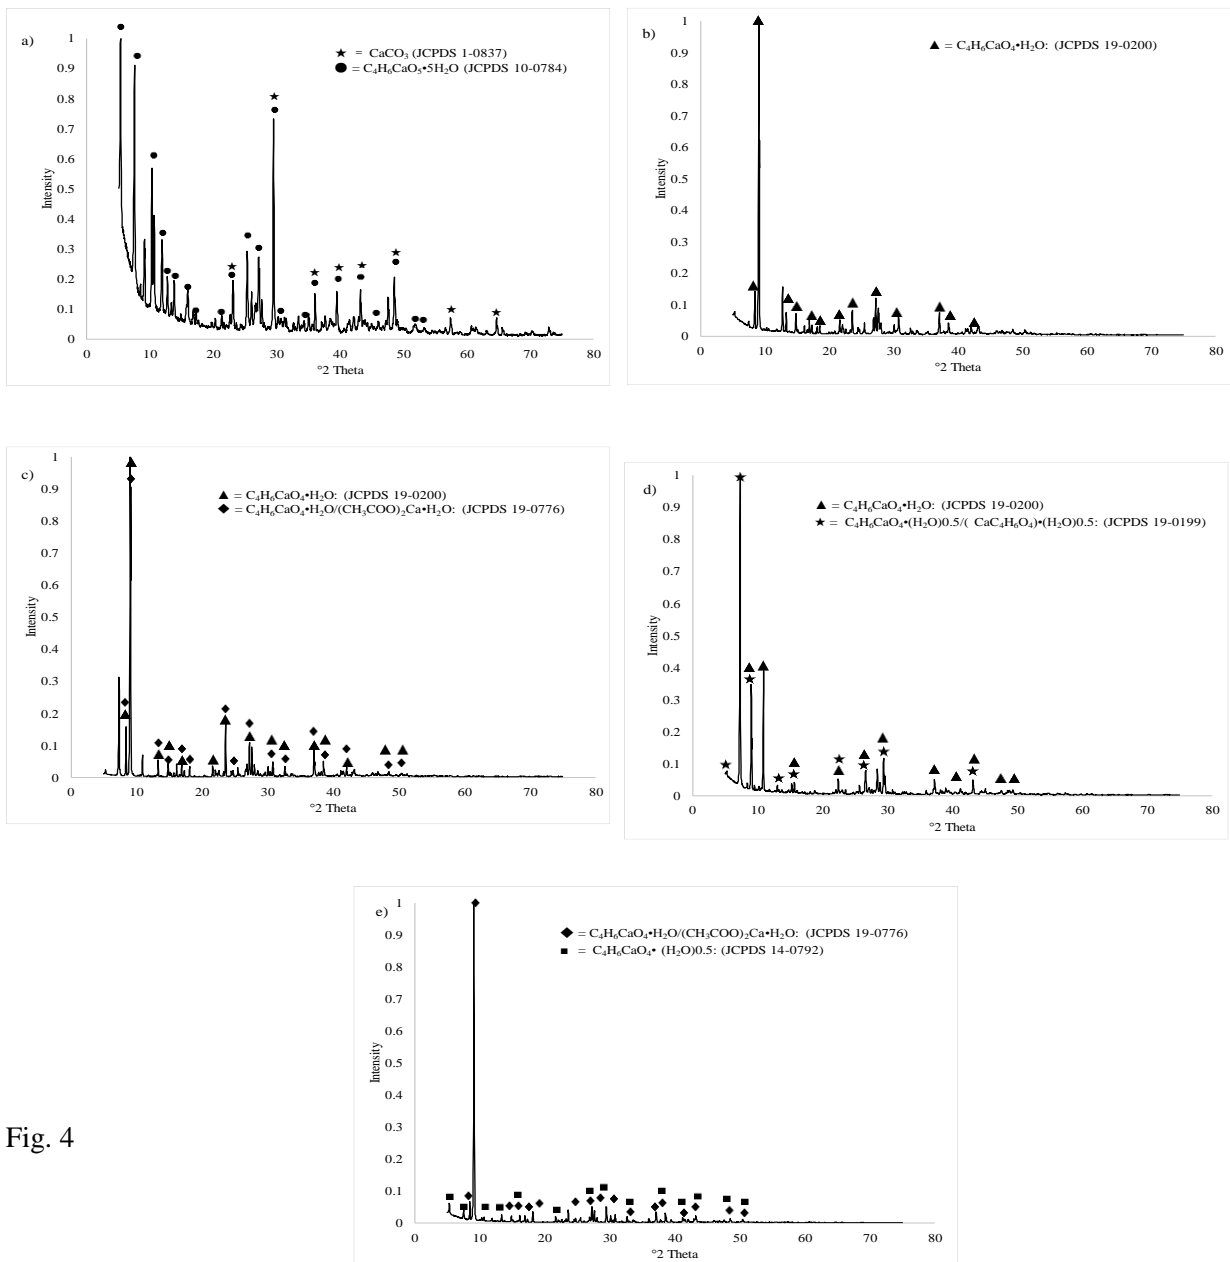 a)
★ = CaCO₃ (JCPDS 1-0837)
● = C₄H₆CaO₅•5H₂O (JCPDS 10-0784)
1
0.9
0.8
0.7
0.6
0.5
0.4
0.3
0.2
0.1
0
Intensity
0 10 20 30 40 50 60 70 80
°2 Theta
b)
▲ = C₄H₆CaO₄•H₂O: (JCPDS 19-0200)
1
0.9
0.8
0.7
0.6
0.5
0.4
0.3
0.2
0.1
0
Intensity
0 10 20 30 40 50 60 70 80
°2 Theta
c)
▲ = C₄H₆CaO₄•H₂O: (JCPDS 19-0200)
◆ = C₄H₆CaO₄•H₂O/(CH₃COO)₂Ca•H₂O: (JCPDS 19-0776)
1
0.9
0.8
0.7
0.6
0.5
0.4
0.3
0.2
0.1
0
Intensity
0 10 20 30 40 50 60 70 80
°2 Theta
d)
▲ = C₄H₆CaO₄•H₂O: (JCPDS 19-0200)
★ = C₄H₆CaO₄•(H₂O)0.5/( CaC₄H₆O₄)•(H₂O)0.5: (JCPDS 19-0199)
1
0.9
0.8
0.7
0.6
0.5
0.4
0.3
0.2
0.1
0
Intensity
0 10 20 30 40 50 60 70 80
°2 Theta
e)
◆ = C₄H₆CaO₄•H₂O/(CH₃COO)₂Ca•H₂O: (JCPDS 19-0776)
■ = C₄H₆CaO₄• (H₂O)0.5: (JCPDS 14-0792)
1
0.9
0.8
0.7
0.6
0.5
0.4
0.3
0.2
0.1
0
Intensity
0 10 20 30 40 50 60 70 80
°2 Theta
Fig. 4